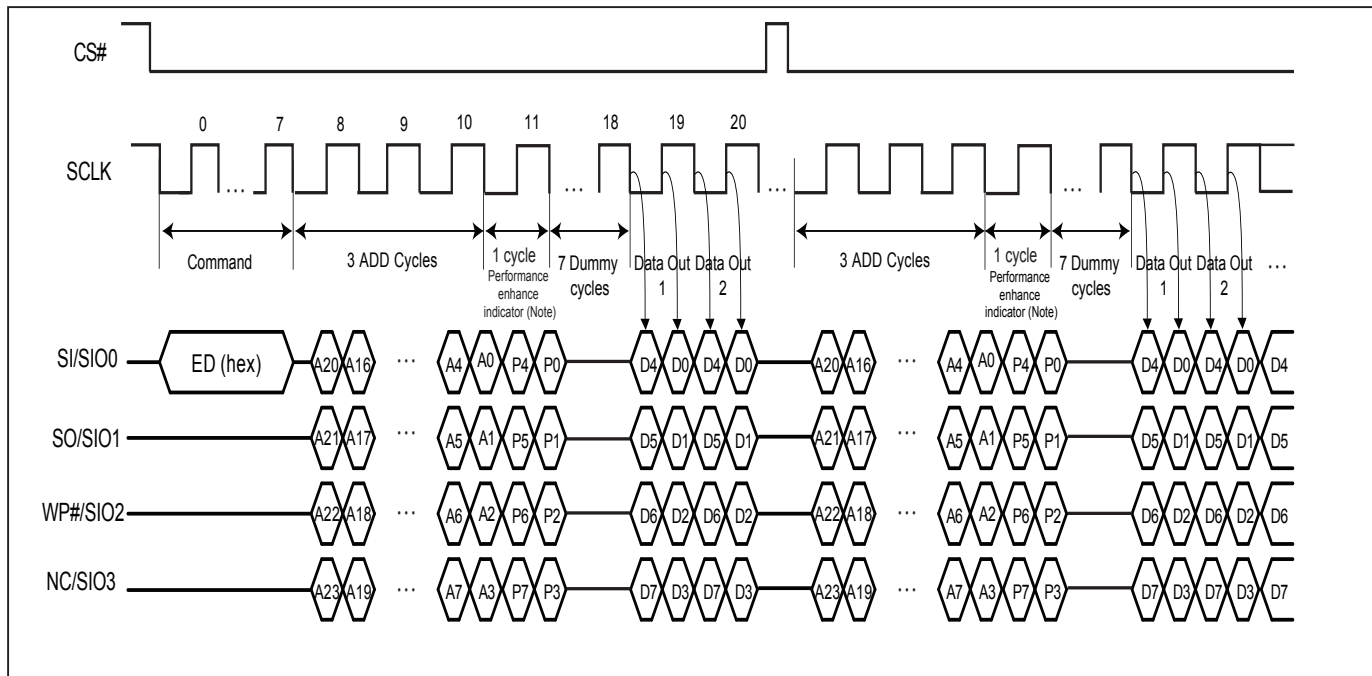 CS#
0 7 8 9 10 11 18 19 20
SCLK
... ... ... ...
Command
3 ADD Cycles
1 cycle
Performance
enhance
indicator (Note)
7 Dummy
cycles
Data Out
1
Data Out
2
3 ADD Cycles
1 cycle
Performance
enhance
indicator (Note)
7 Dummy
cycles
Data Out
1
Data Out
2
...
SI/SIO0 ED (hex) A20 A16 ... A4 A0 P4 P0 D4 D0 D4 D0 A20 A16 ... A4 A0 P4 P0 D4 D0 D4 D0 D4
SO/SIO1 A21 A17 ... A5 A1 P5 P1 D5 D1 D5 D1 A21 A17 ... A5 A1 P5 P1 D5 D1 D5 D1 D5
WP#/SIO2 A22 A18 ... A6 A2 P6 P2 D6 D2 D6 D2 A22 A18 ... A6 A2 P6 P2 D6 D2 D6 D2 D6
NC/SIO3 A23 A19 ... A7 A3 P7 P3 D7 D3 D7 D3 A23 A19 ... A7 A3 P7 P3 D7 D3 D7 D3 D7